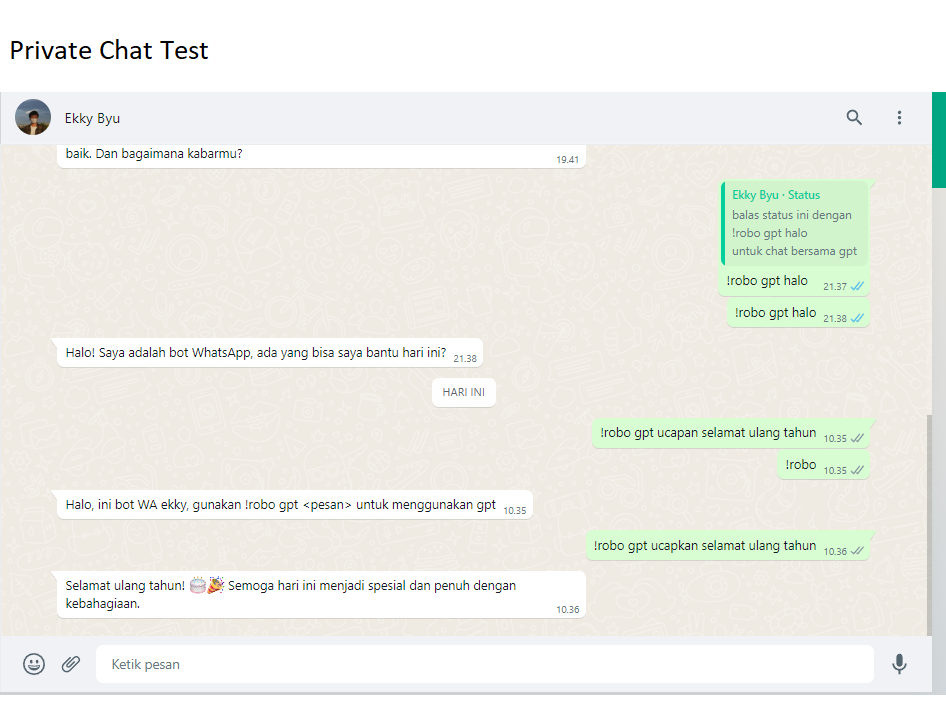 Private Chat Test
Ekky Byu
baik. Dan bagaimana kabarmu?
19.41
Ekky Byu · Status
balas status ini dengan
!robo gpt halo
untuk chat bersama gpt
!robo gpt halo
21.37
!robo gpt halo
21.38
Halo! Saya adalah bot WhatsApp, ada yang bisa saya bantu hari ini?
21.38
HARI INI
!robo gpt ucapan selamat ulang tahun
10.35
!robo
10.35
Halo, ini bot WA ekky, gunakan !robo gpt <pesan> untuk menggunakan gpt
10.35
!robo gpt ucapkan selamat ulang tahun
10.36
Selamat ulang tahun! 🎂🎉 Semoga hari ini menjadi spesial dan penuh dengan
kebahagiaan.
10.36
Ketik pesan